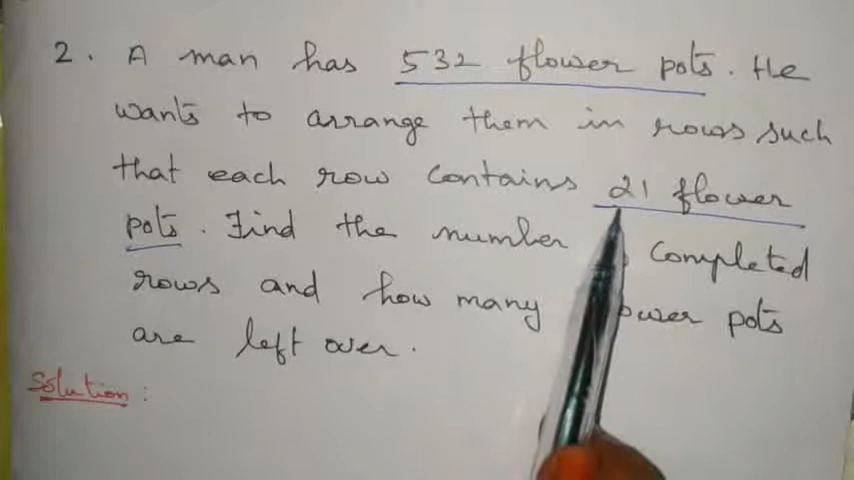 2. A man has 532 flower pots. He
wants to arrange them in rows such
that each row contains 21 flower
pots. Find the number completed
rows and how many ower pots
are left over.
Solution: